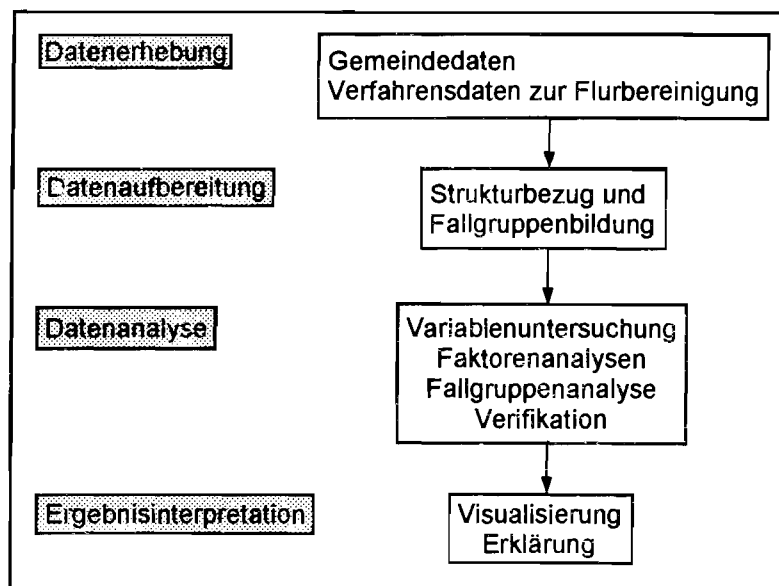 Datenerhebung
Gemeindedaten
Verfahrensdaten zur Flurbereinigung
Datenaufbereitung
Strukturbezug und
Fallgruppenbildung
Datenanalyse
Variablenuntersuchung
Faktorenanalysen
Fallgruppenanalyse
Verifikation
Ergebnisinterpretation
Visualisierung
Erklärung